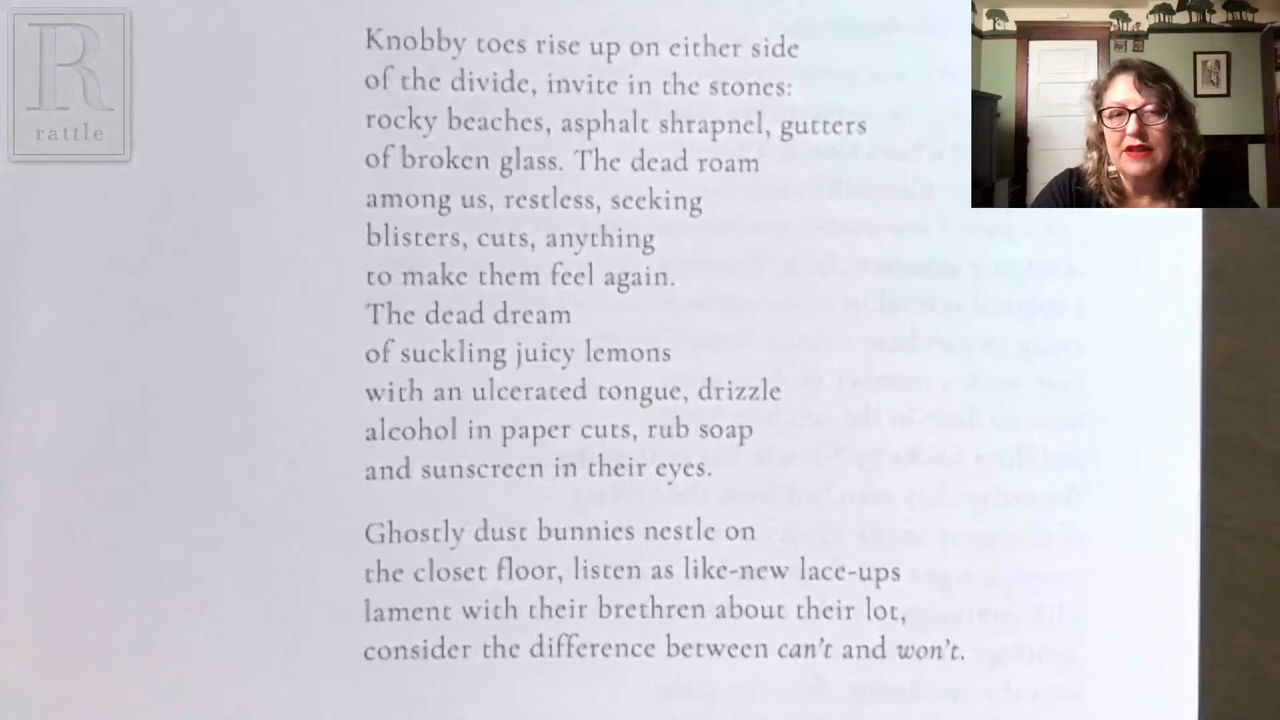 R
rattle
Knobby toes rise up on either side
of the divide, invite in the stones:
rocky beaches, asphalt shrapnel, gutters
of broken glass. The dead roam
among us, restless, seeking
blisters, cuts, anything
to make them feel again.
The dead dream
of suckling juicy lemons
with an ulcerated tongue, drizzle
alcohol in paper cuts, rub soap
and sunscreen in their eyes.
Ghostly dust bunnies nestle on
the closet floor, listen as like-new lace-ups
lament with their brethren about their lot,
consider the difference between can't and won't.